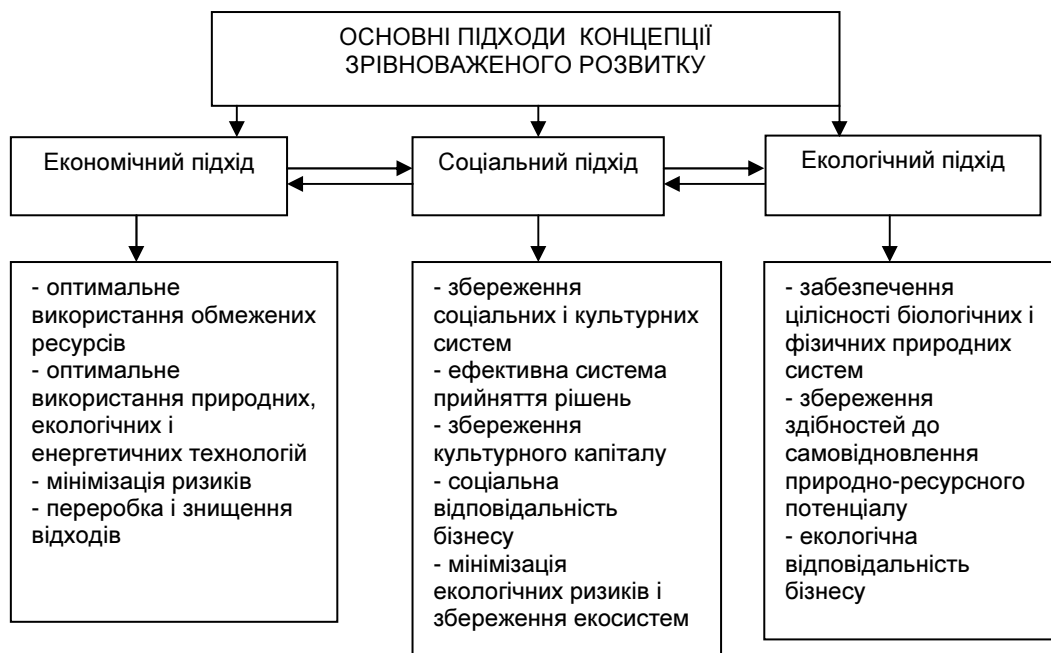 ОСНОВНІ ПІДХОДИ КОНЦЕПЦІЇ
ЗРІВНОВАЖЕНОГО РОЗВИТКУ
Економічний підхід
Соціальний підхід
Екологічний підхід
- оптимальне
використання обмежених
ресурсів
- оптимальне
використання природних,
екологічних і
енергетичних технологій
- мінімізація ризиків
- переробка і знищення
відходів
- збереження
соціальних і культурних
систем
- ефективна система
прийняття рішень
- збереження
культурного капіталу
- соціальна
відповідальність
бізнесу
- мінімізація
екологічних ризиків і
збереження екосистем
- забезпечення
цілісності біологічних і
фізичних природних
систем
- збереження
здібностей до
самовідновлення
природно-ресурсного
потенціалу
- екологічна
відповідальність
бізнесу